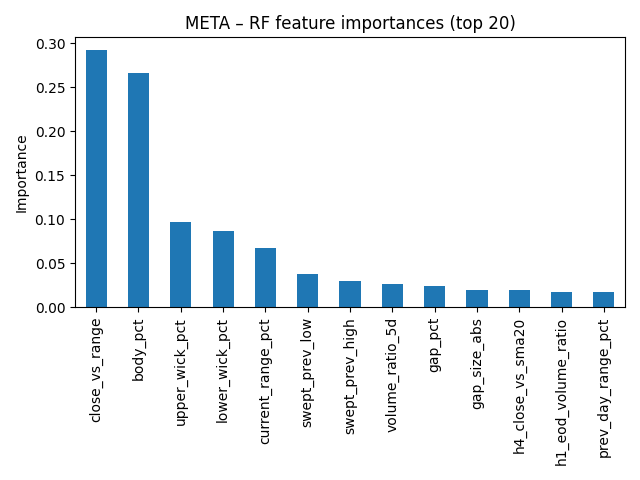 META – RF feature importances (top 20)
Importance
0.30
0.25
0.20
0.15
0.10
0.05
0.00
close_vs_range
body_pct
upper_wick_pct
lower_wick_pct
current_range_pct
swept_prev_low
swept_prev_high
volume_ratio_5d
gap_pct
gap_size_abs
h4_close_vs_sma20
h1_eod_volume_ratio
prev_day_range_pct